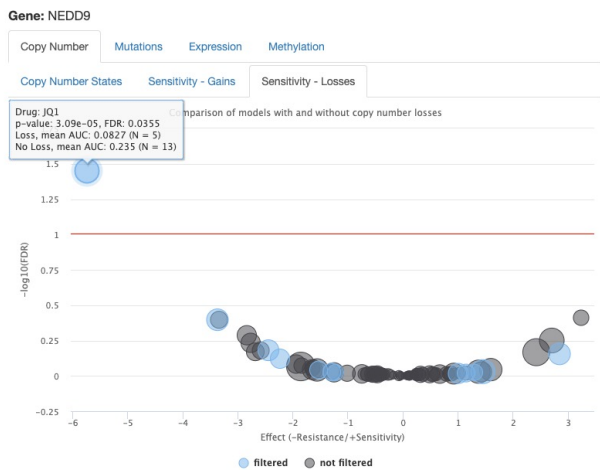 Gene: NEDD9
Copy Number Mutations Expression Methylation
Copy Number States Sensitivity - Gains Sensitivity - Losses
Drug: JQ1
p-value: 3.09e-05, FDR: 0.0355
Loss, mean AUC: 0.0827 (N = 5)
No Loss, mean AUC: 0.235 (N = 13)
Comparison of models with and without copy number losses
1.5
1.25
1
0.75
0.5
0.25
0
-0.25
-log10(FDR)
-6 -5 -4 -3 -2 -1 0 1 2 3
Effect (-Resistance/+Sensitivity)
filtered not filtered